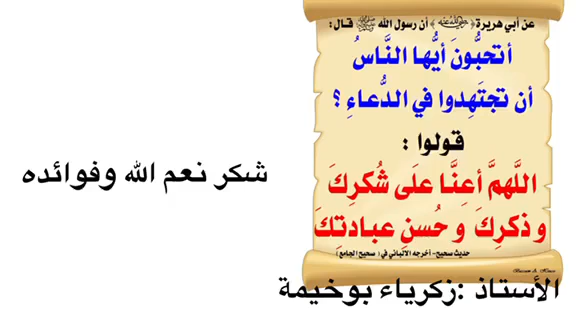 عن أبي هريرة ﴿رضي الله عنه﴾ أن رسول الله ﷺ قال:
أتحبُّونَ أيُّها النَّاسُ
أن تجتَهِدوا في الدُّعاءِ ؟
قولوا :
اللَّهمَّ أعِنَّا علَى شُكرِكَ
و ذكرِكَ و حُسنِ عبادتِكَ
حديث صحيح- أخرجه الألباني في ( صحيح الجامع )
شكر نعم الله وفوائده
الأستاذ :زكرياء بوخيمة